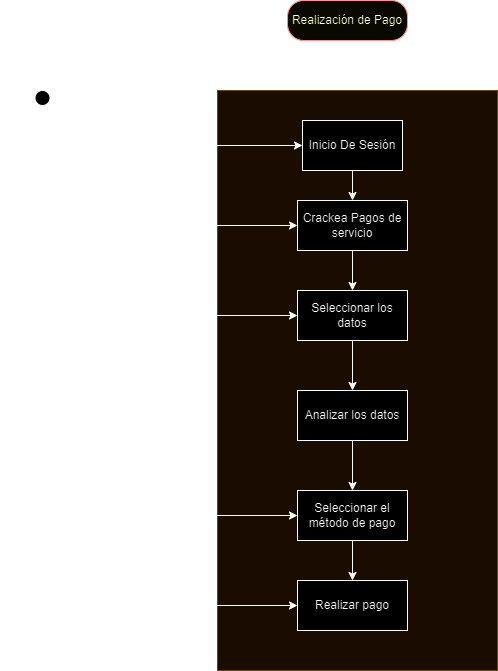 Realización de Pago
Inicio De Sesión
Crackea Pagos de
servicio
Seleccionar los
datos
Analizar los datos
Seleccionar el
método de pago
Realizar pago